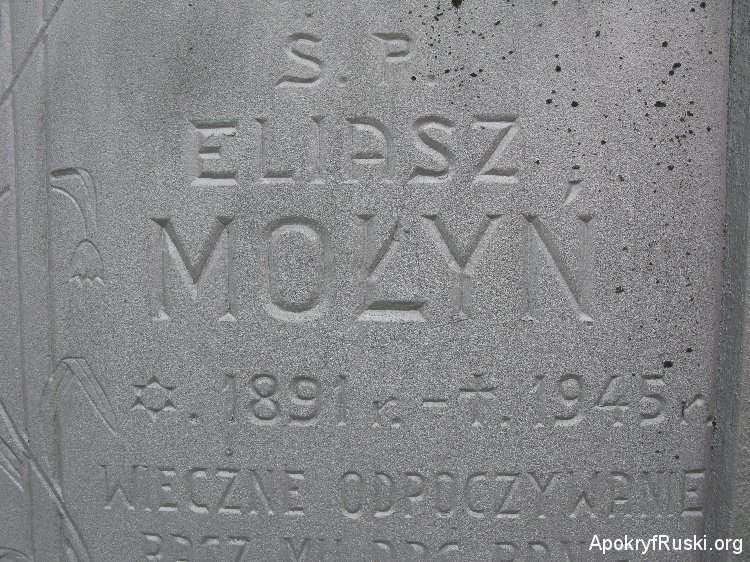 Ś. P.
ELIASZ
MOŁYŃ
✡. 1891 r. - ✝. 1945 r.
WIECZNE ODPOCZYWANIE
ApokryfRuski.org